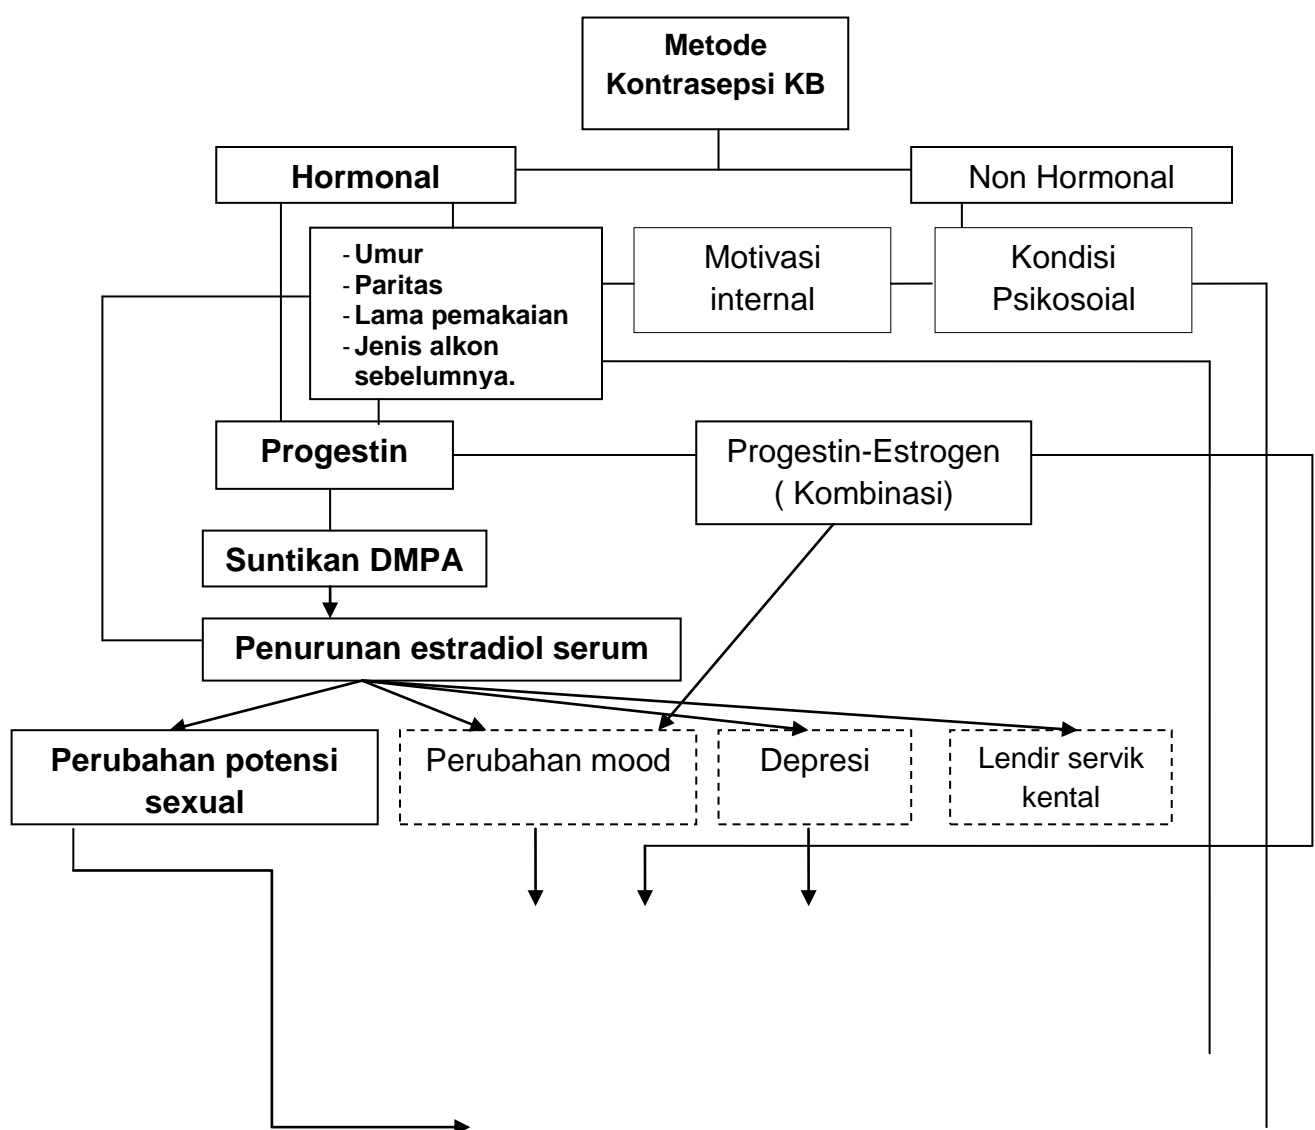 Metode
Kontrasepsi KB
Hormonal
Non Hormonal
- Umur
- Paritas
- Lama pemakaian
- Jenis alkon
sebelumnya.
Motivasi
internal
Kondisi
Psikosoial
Progestin
Progestin-Estrogen
( Kombinasi)
Suntikan DMPA
Penurunan estradiol serum
Perubahan potensi
sexual
Perubahan mood
Depresi
Lendir servik
kental